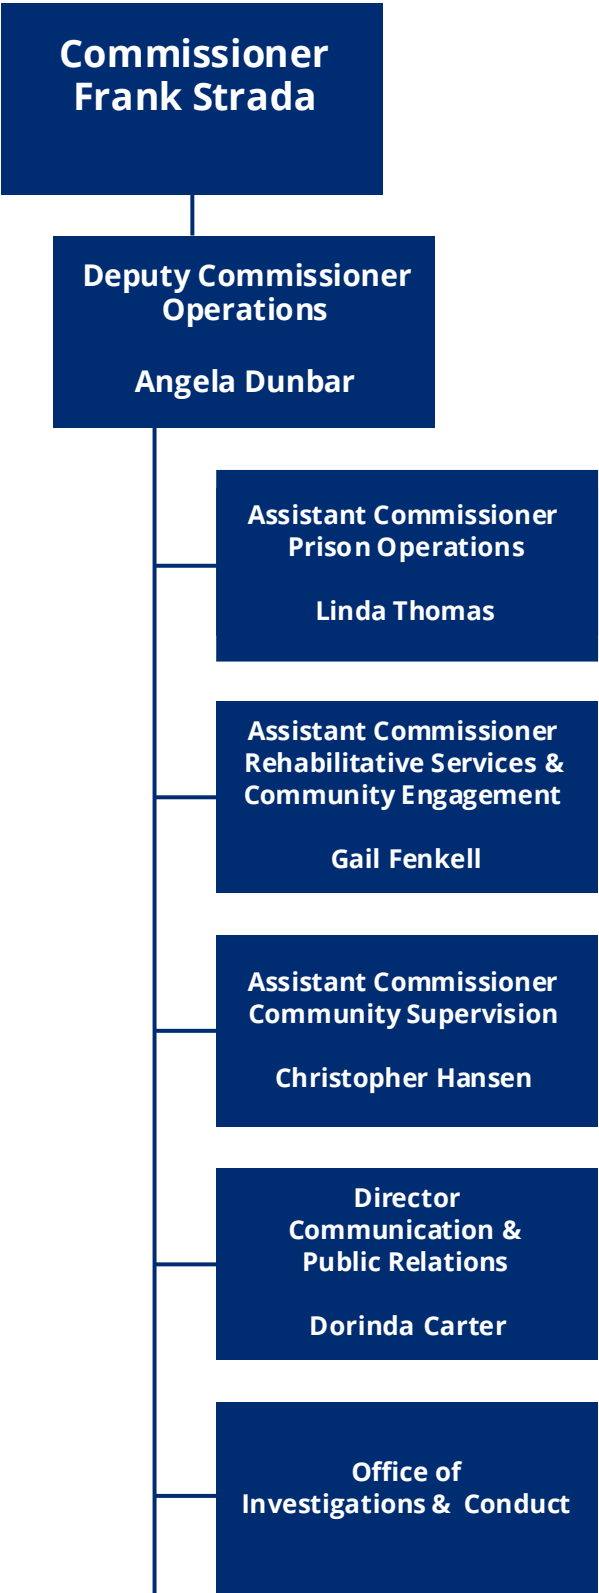 Commissioner
Frank Strada
Deputy Commissioner
Operations
Angela Dunbar
Assistant Commissioner
Prison Operations
Linda Thomas
Assistant Commissioner
Rehabilitative Services &
Community Engagement
Gail Fenkell
Assistant Commissioner
Community Supervision
Christopher Hansen
Director
Communication &
Public Relations
Dorinda Carter
Office of
Investigations & Conduct